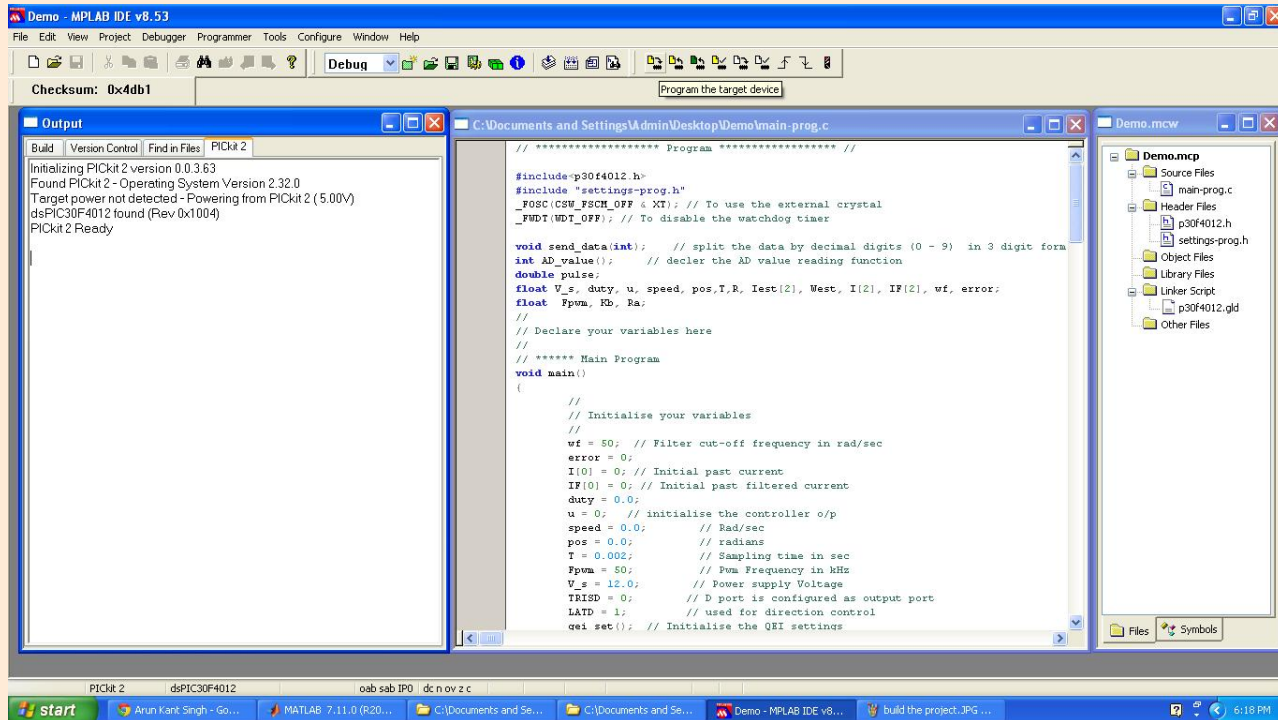 Demo - MPLAB IDE v8.53
File Edit View Project Debugger Programmer Tools Configure Window Help
Debug
Checksum: 0x4db1
Program the target device
Output
Build Version Control Find in Files PICkit 2
Initializing PICkit 2 version 0.0.3.63
Found PICkit 2 - Operating System Version 2.32.0
Target power not detected - Powering from PICkit 2 ( 5.00V)
dsPIC30F4012 found (Rev 0x1004)
PICkit 2 Ready
C:\Documents and Settings\Admin\Desktop\Demo\main-prog.c
// ******************* Program ****************** //
#include<p30f4012.h>
#include "settings-prog.h"
_FOSC(CSW_FSCM_OFF & XT); // To use the external crystal
_FWDT(WDT_OFF); // To disable the watchdog timer
void send_data(int); // split the data by decimal digits (0 - 9) in 3 digit form
int AD_value(); // decler the AD value reading function
double pulse;
float V_s, duty, u, speed, pos,T,R, Iest[2], West, I[2], IF[2], wf, error;
float Fpwm, Kb, Ra;
//
// Declare your variables here
//
// ****** Main Program
void main()
{
//
// Initialise your variables
//
wf = 50; // Filter cut-off frequency in rad/sec
error = 0;
I[0] = 0; // Initial past current
IF[0] = 0; // Initial past filtered current
duty = 0.0;
u = 0; // initialise the controller o/p
speed = 0.0; // Rad/sec
pos = 0.0; // radians
T = 0.002; // Sampling time in sec
Fpwm = 50; // Pwm Frequency in kHz
V_s = 12.0; // Power supply Voltage
TRISD = 0; // D port is configured as output port
LATD = 1; // used for direction control
qei_set(); // Initialise the QEI settings
Demo.mcw
Demo.mcp
Source Files
main-prog.c
Header Files
p30f4012.h
settings-prog.h
Object Files
Library Files
Linker Script
p30f4012.gld
Other Files
Files Symbols
PICkit 2 dsPIC30F4012 oab sab IP0 dc n ov z c
start Arun Kant Singh - Go... MATLAB 7.11.0 (R20... C:\Documents and Se... C:\Documents and Se... Demo - MPLAB IDE v8... build the project.JPG ... 6:18 PM